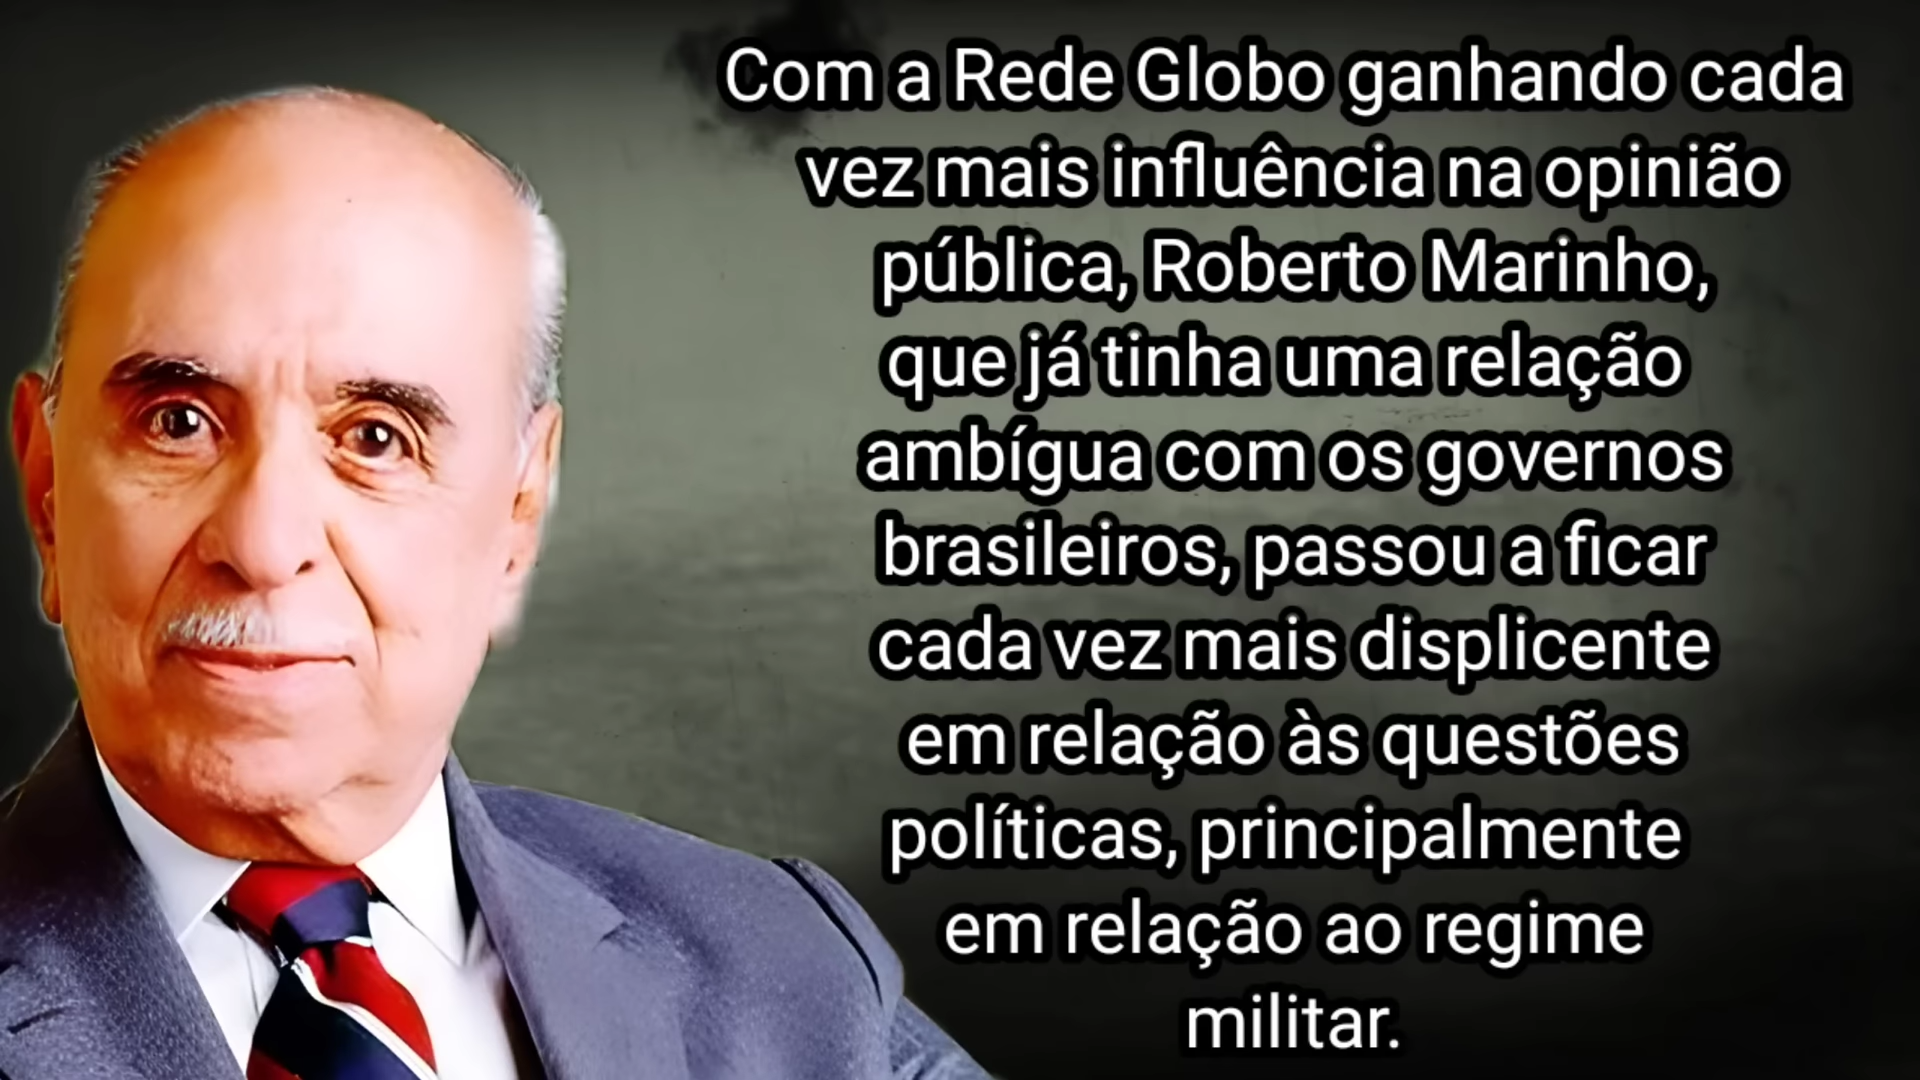 Com a Rede Globo ganhando cada
vez mais influência na opinião
pública, Roberto Marinho,
que já tinha uma relação
ambígua com os governos
brasileiros, passou a ficar
cada vez mais displicente
em relação às questões
políticas, principalmente
em relação ao regime
militar.